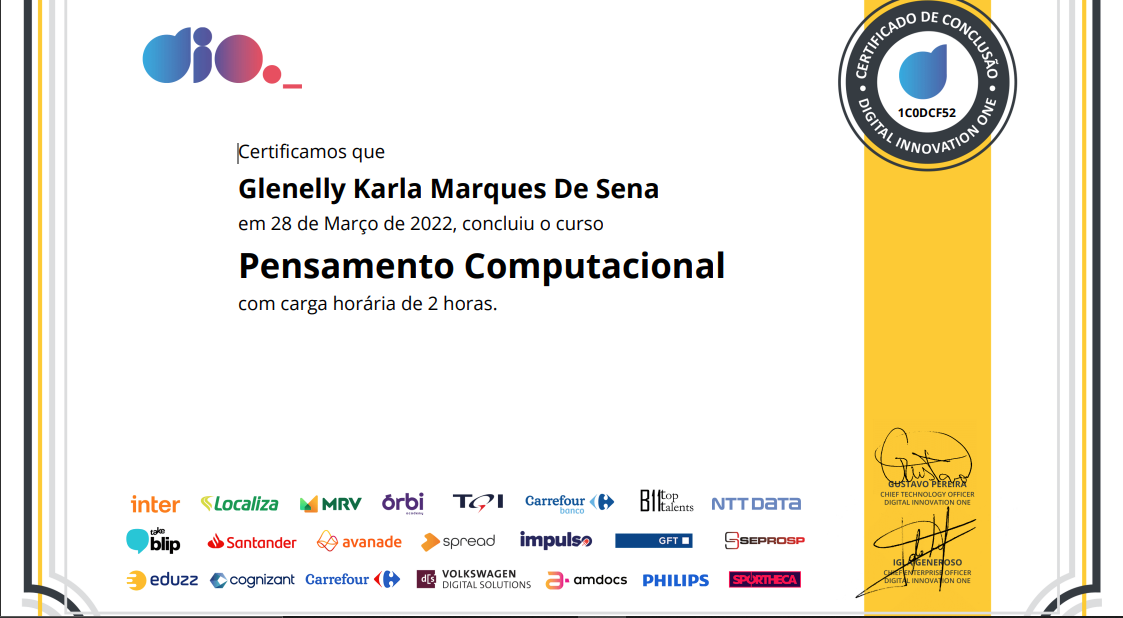 dio._
CERTIFICADO DE CONCLUSÃO
1C0DCF52
DIGITAL INNOVATION ONE
Certificamos que
Glenelly Karla Marques De Sena
em 28 de Março de 2022, concluiu o curso
Pensamento Computacional
com carga horária de 2 horas.
GUSTAVO PEREIRA
CHIEF TECHNOLOGY OFFICER
DIGITAL INNOVATION ONE
inter Localiza MRV órbi academy TQI Carrefour banco B11 top talents NTT DATA
take blip Santander avanade spread impulso GFT SEPROSP
GENEROSO
CHIEF ENTERPRISE OFFICER
DIGITAL INNOVATION ONE
eduzz cognizant Carrefour d[s] VOLKSWAGEN DIGITAL SOLUTIONS a amdocs PHILIPS SPORTHECA